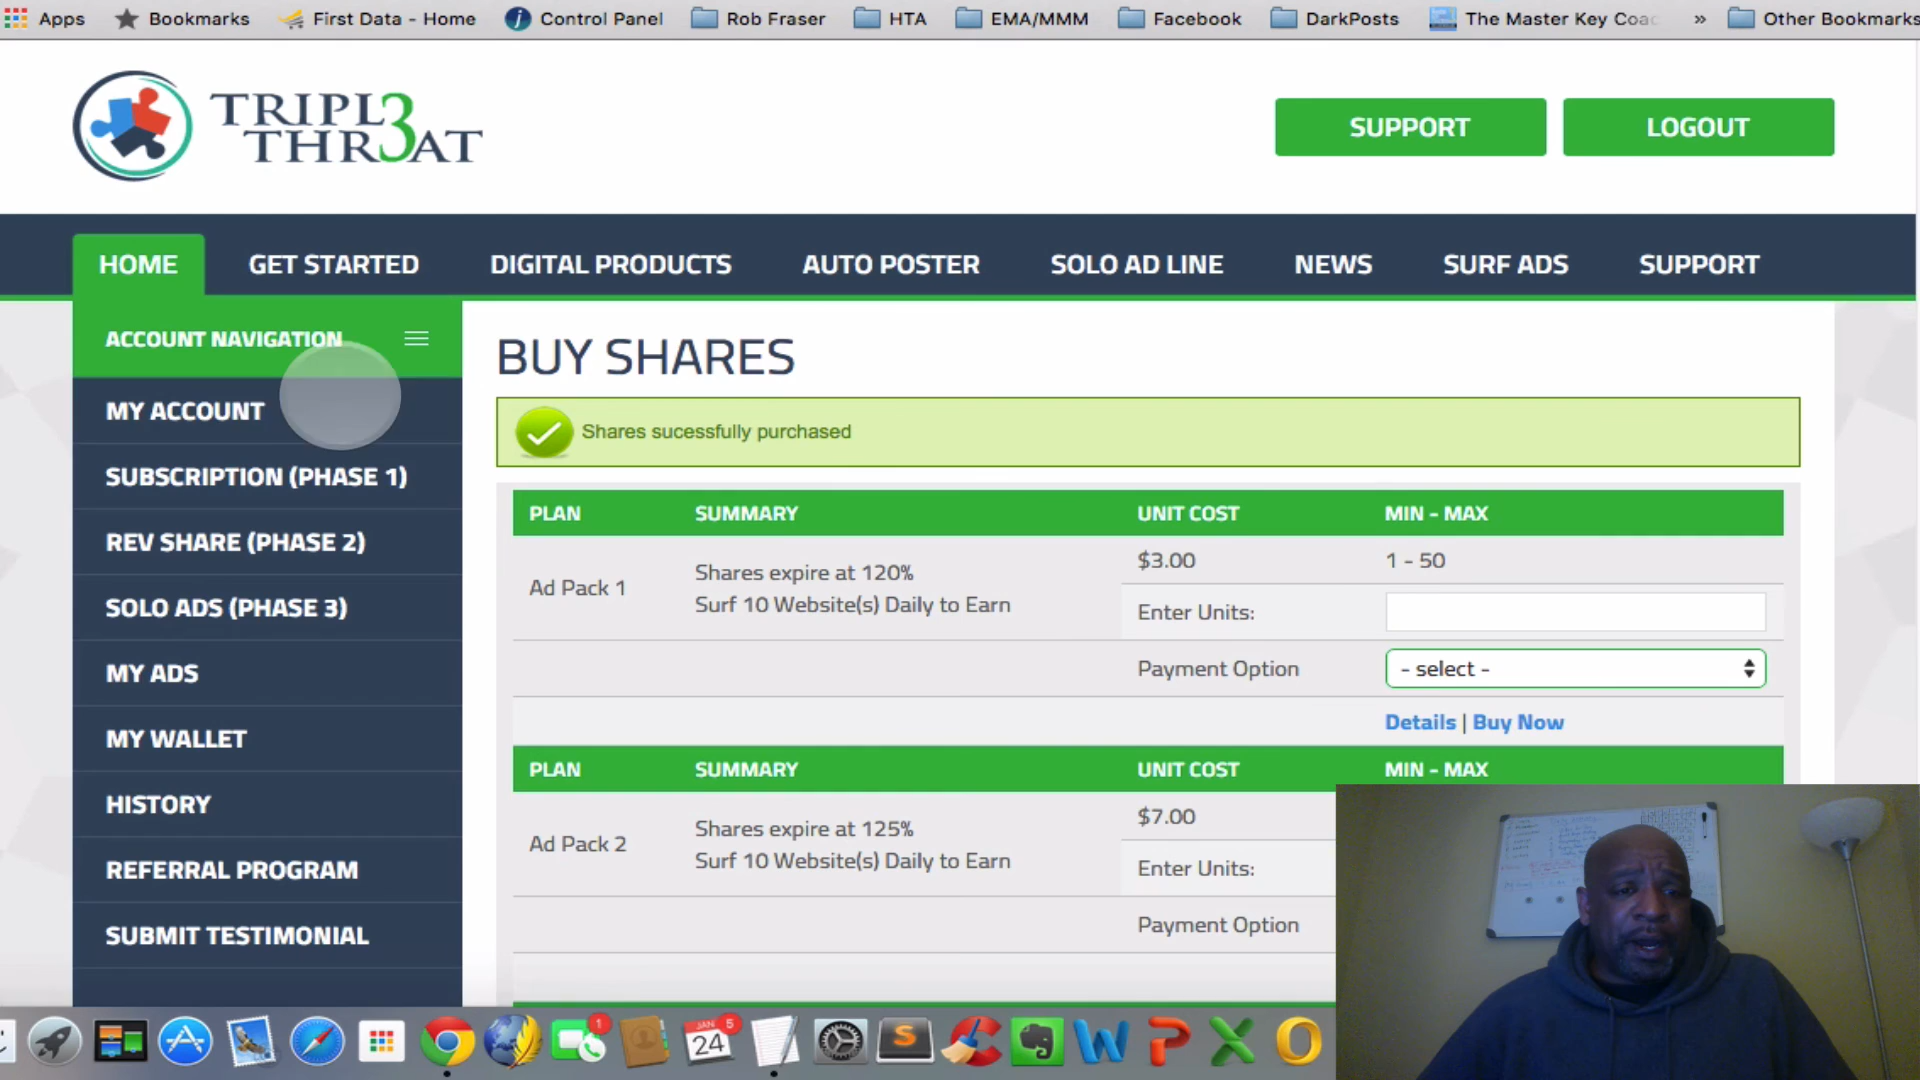 Apps Bookmarks First Data - Home Control Panel Rob Fraser HTA EMA/MMM Facebook DarkPosts The Master Key Coac » Other Bookmarks
TRIPL3
THR3AT
SUPPORT LOGOUT
HOME GET STARTED DIGITAL PRODUCTS AUTO POSTER SOLO AD LINE NEWS SURF ADS SUPPORT
ACCOUNT NAVIGATION
MY ACCOUNT
SUBSCRIPTION (PHASE 1)
REV SHARE (PHASE 2)
SOLO ADS (PHASE 3)
MY ADS
MY WALLET
HISTORY
REFERRAL PROGRAM
SUBMIT TESTIMONIAL
BUY SHARES
Shares sucessfully purchased
PLAN SUMMARY UNIT COST MIN - MAX
Ad Pack 1
Shares expire at 120%
Surf 10 Website(s) Daily to Earn
$3.00 1 - 50
Enter Units:
Payment Option - select -
Details | Buy Now
PLAN SUMMARY UNIT COST MIN - MAX
Ad Pack 2
Shares expire at 125%
Surf 10 Website(s) Daily to Earn
$7.00
Enter Units:
Payment Option
1
JAN 5
24
S
W P X O